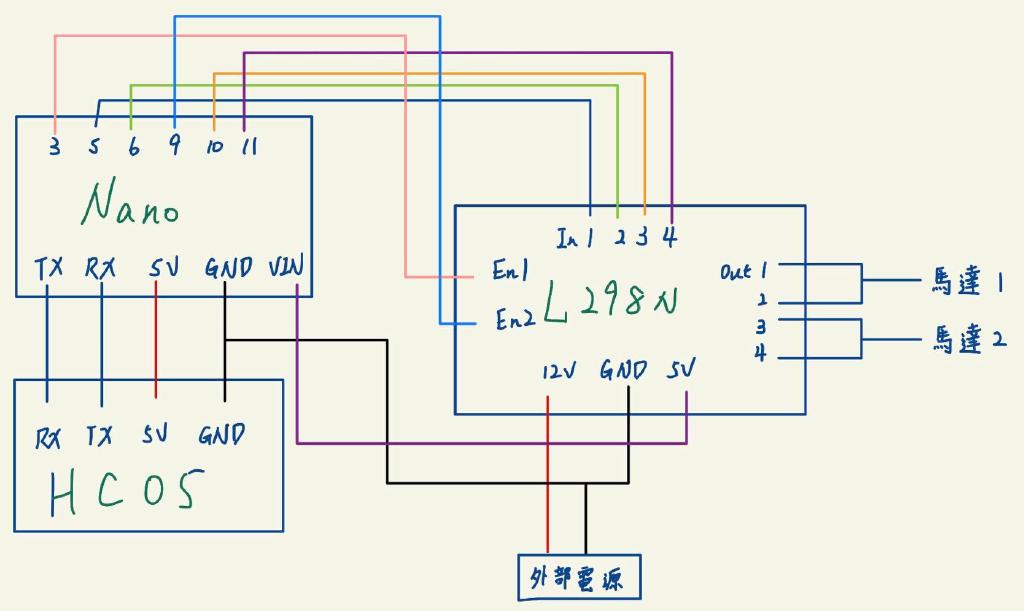 3 5 6 9 10 11
Nano
TX RX 5V GND VIN
In 1 2 3 4
En1
En2
L298N
Out 1
2
3
4
馬達1
馬達2
12V GND 5V
RX TX 5V GND
HC05
外部電源